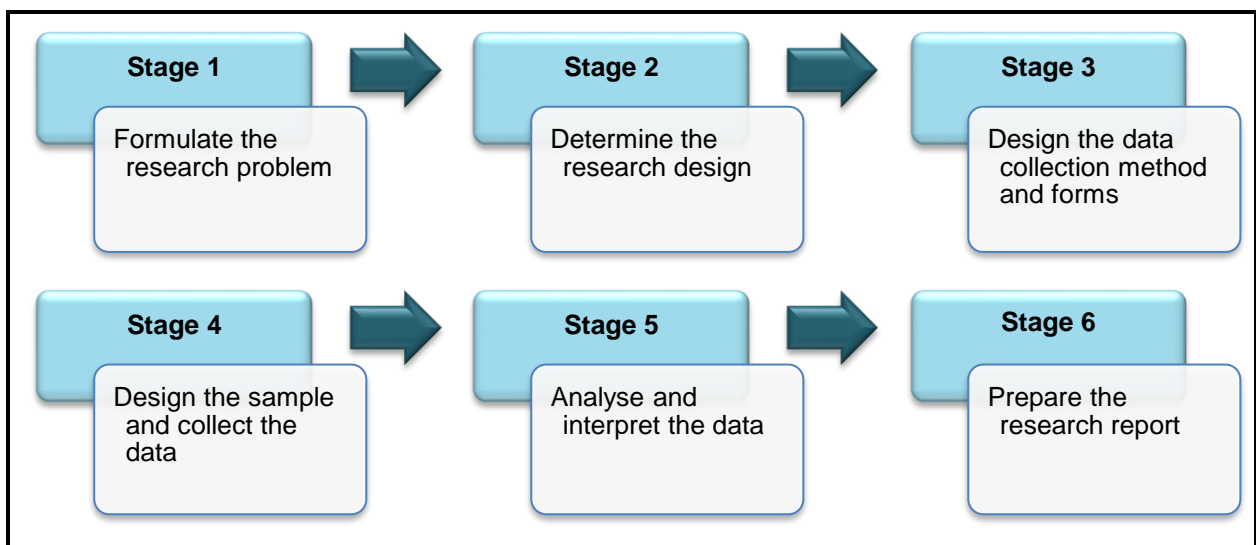 Stage 1
Formulate the
research problem
Stage 2
Determine the
research design
Stage 3
Design the data
collection method
and forms
Stage 4
Design the sample
and collect the
data
Stage 5
Analyse and
interpret the data
Stage 6
Prepare the
research report